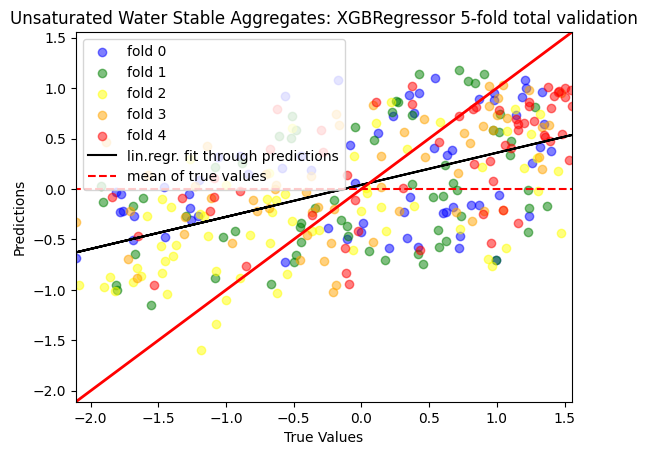 Unsaturated Water Stable Aggregates: XGBRegressor 5-fold total validation
1.5
1.0
0.5
0.0
−0.5
−1.0
−1.5
−2.0
Predictions
fold 0
fold 1
fold 2
fold 3
fold 4
lin.regr. fit through predictions
mean of true values
−2.0 −1.5 −1.0 −0.5 0.0 0.5 1.0 1.5
True Values